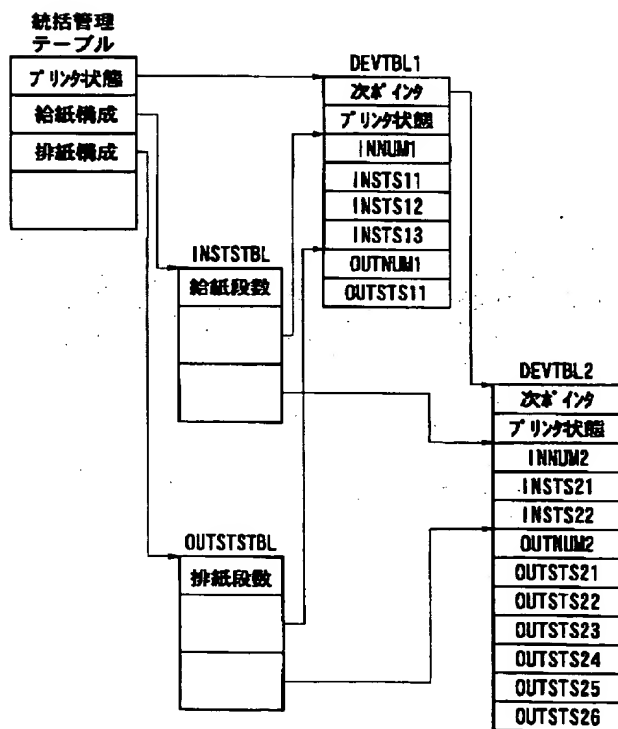 統括管理
テーブル
プリンタ状態
給紙構成
排紙構成
DEVTBL1
次ポインタ
プリンタ状態
INNUM1
INSTS11
INSTS12
INSTS13
OUTNUM1
OUTSTS11
INSTSTBL
給紙段数
DEVTBL2
次ポインタ
プリンタ状態
INNUM2
INSTS21
INSTS22
OUTNUM2
OUTSTS21
OUTSTS22
OUTSTS23
OUTSTS24
OUTSTS25
OUTSTS26
OUTSTSTBL
排紙段数